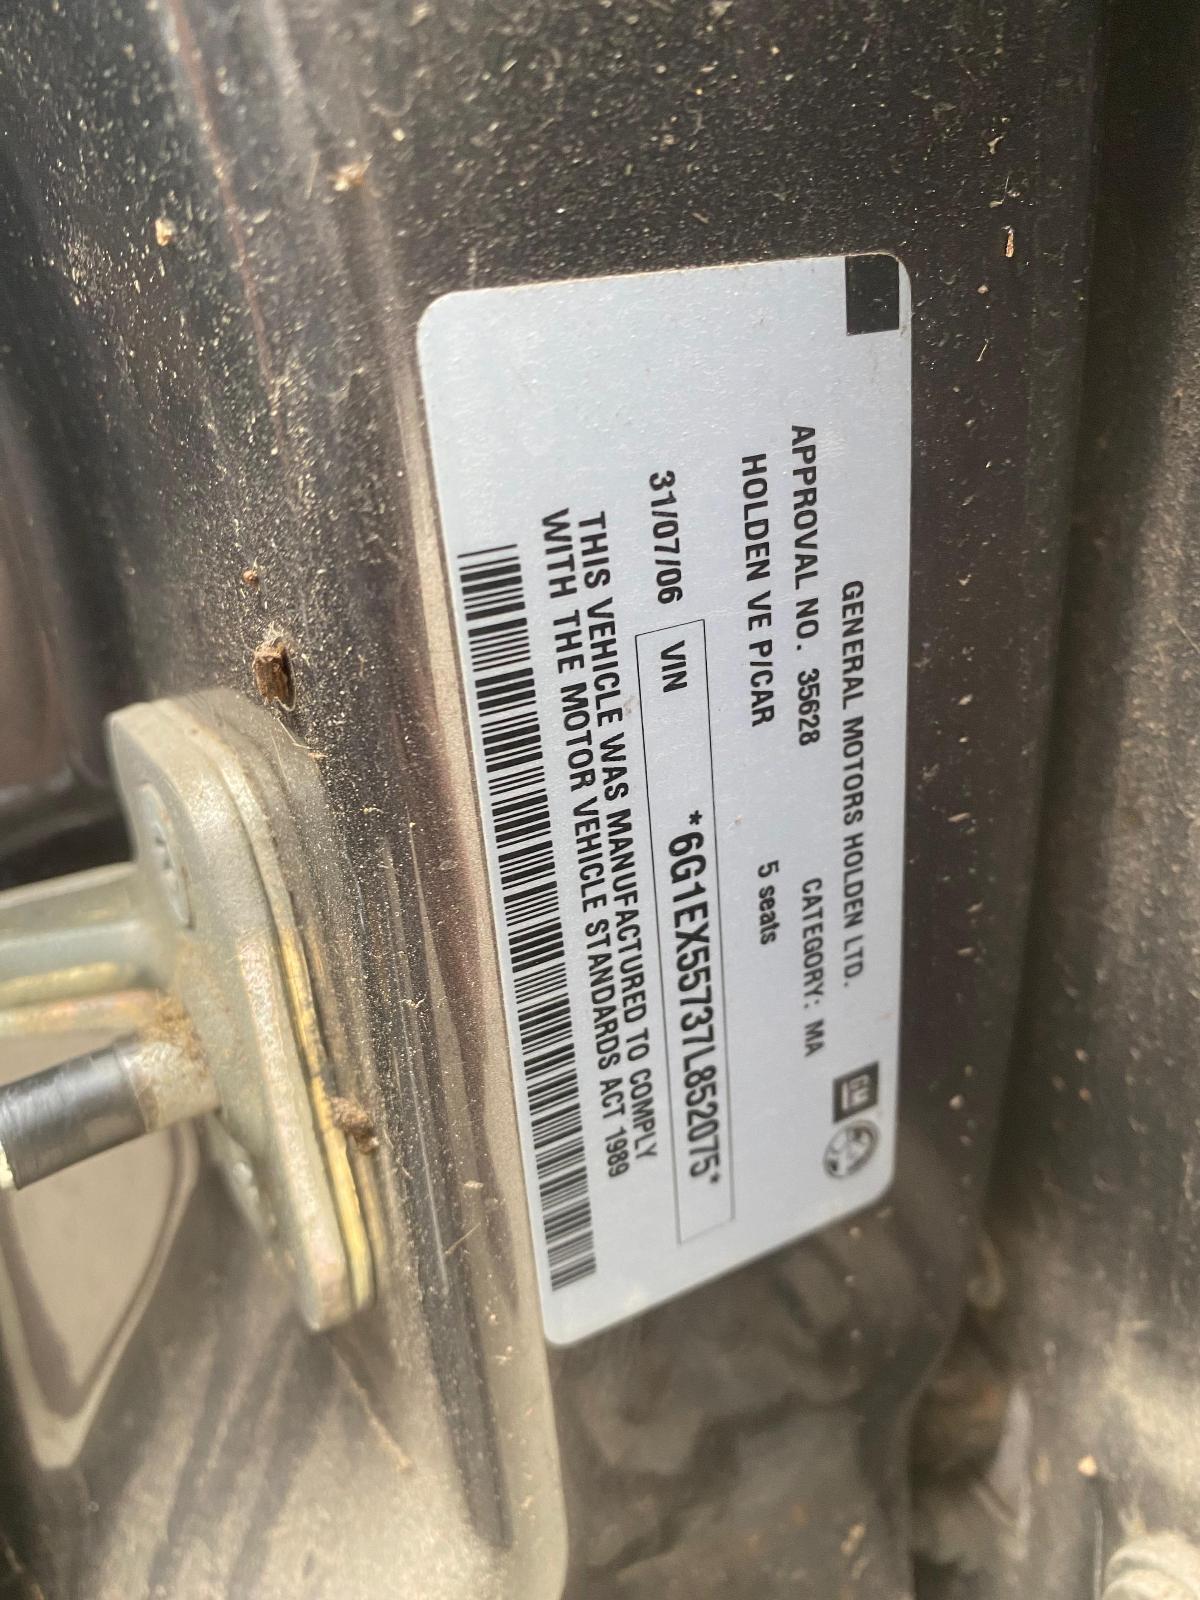 GENERAL MOTORS HOLDEN LTD.
GM
APPROVAL NO. 35628 CATEGORY: MA
HOLDEN VE P/CAR 5 seats
31/07/06 VIN *6G1EX55737L852075*
THIS VEHICLE WAS MANUFACTURED TO COMPLY
WITH THE MOTOR VEHICLE STANDARDS ACT 1989